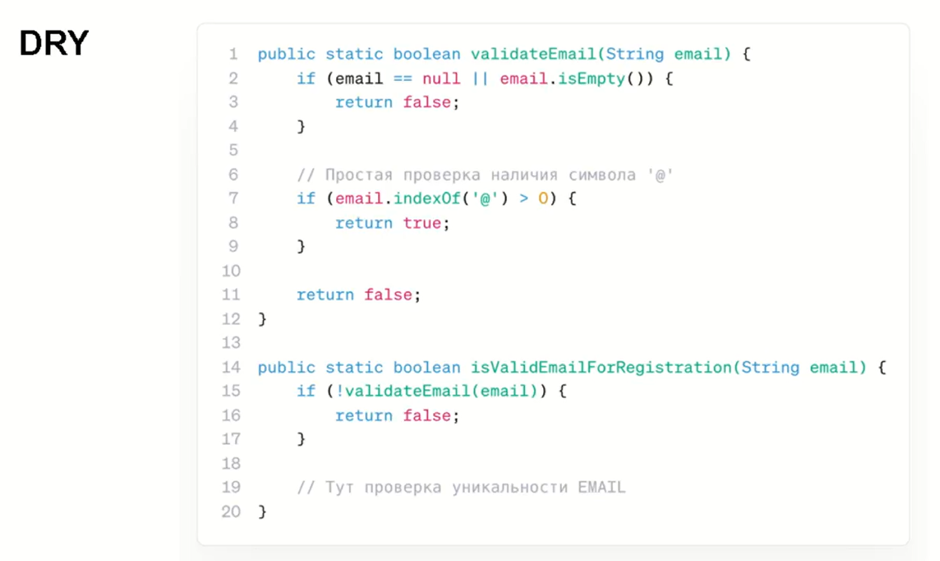 DRY
1 public static boolean validateEmail(String email) {
2     if (email == null || email.isEmpty()) {
3         return false;
4     }
5
6     // Простая проверка наличия символа '@'
7     if (email.indexOf('@') > 0) {
8         return true;
9     }
10
11     return false;
12 }
13
14 public static boolean isValidEmailForRegistration(String email) {
15     if (!validateEmail(email)) {
16         return false;
17     }
18
19     // Тут проверка уникальности EMAIL
20 }